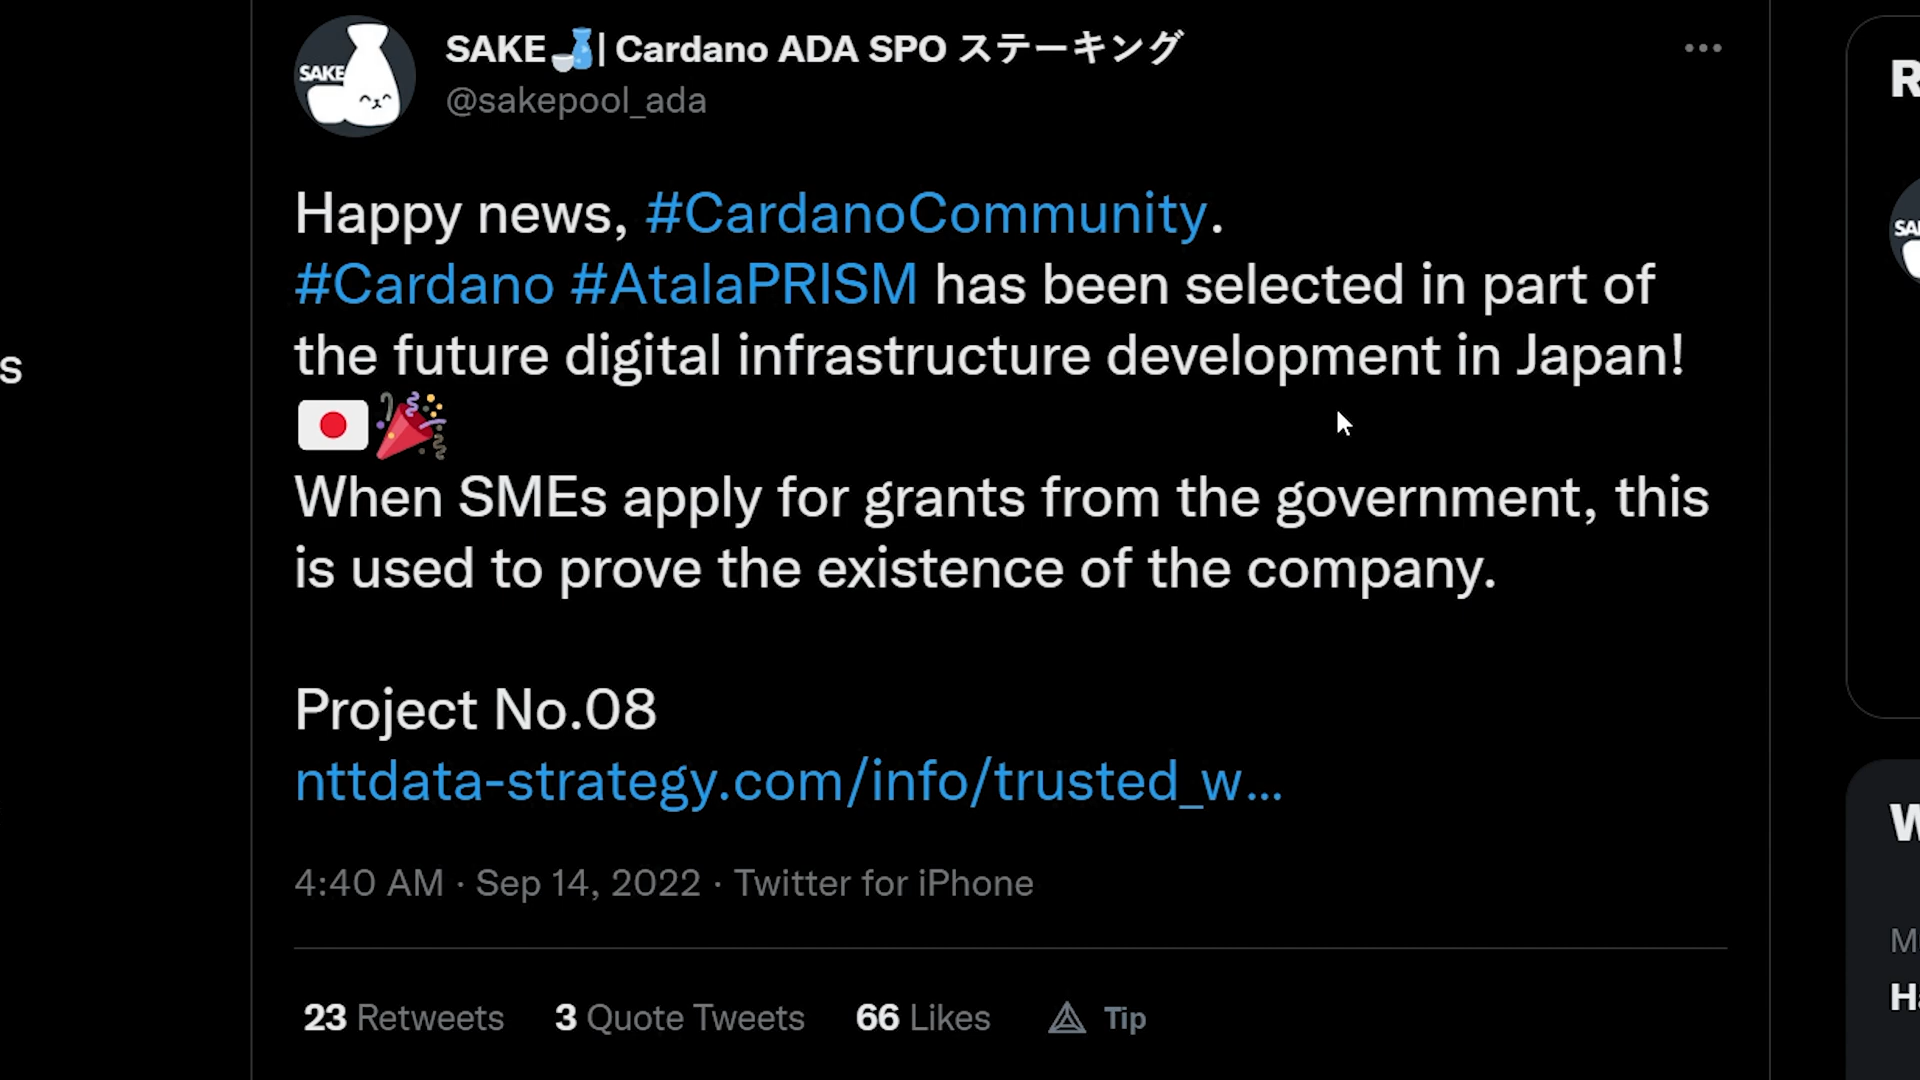 SAKE🍶| Cardano ADA SPO ステーキング
@sakepool_ada
SAKE
Happy news, #CardanoCommunity.
#Cardano #AtalaPRISM has been selected in part of
the future digital infrastructure development in Japan!
🇯🇵🎉
When SMEs apply for grants from the government, this
is used to prove the existence of the company.
Project No.08
nttdata-strategy.com/info/trusted_w...
4:40 AM · Sep 14, 2022 · Twitter for iPhone
23 Retweets 3 Quote Tweets 66 Likes Tip